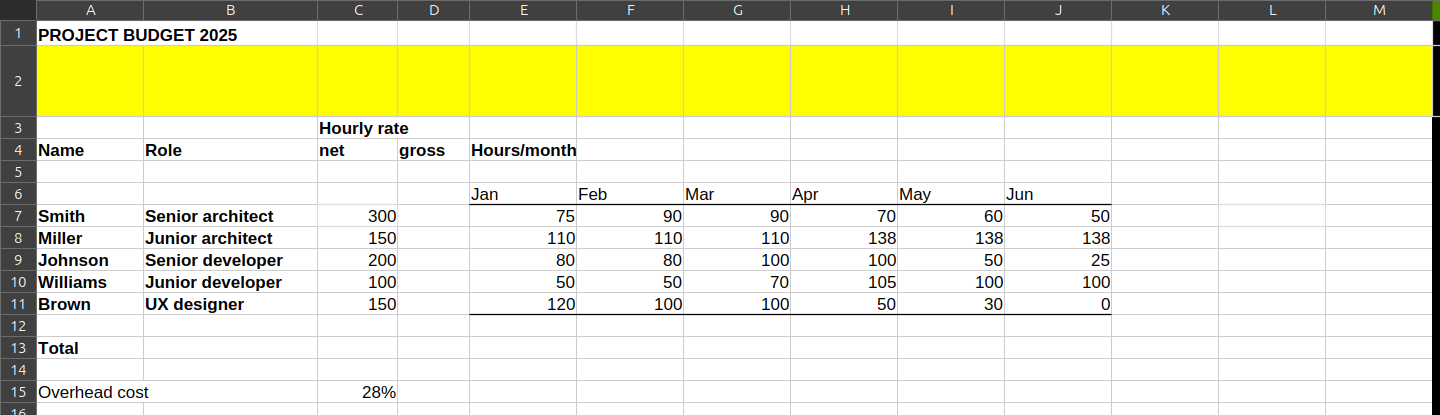 A B C D E F G H I J K L M
1 PROJECT BUDGET 2025
2
3 Hourly rate
4 Name Role net gross Hours/month
5
6 Jan Feb Mar Apr May Jun
7 Smith Senior architect 300 75 90 90 70 60 50
8 Miller Junior architect 150 110 110 110 138 138 138
9 Johnson Senior developer 200 80 80 100 100 50 25
10 Williams Junior developer 100 50 50 70 105 100 100
11 Brown UX designer 150 120 100 100 50 30 0
12
13 Total
14
15 Overhead cost 28%
16